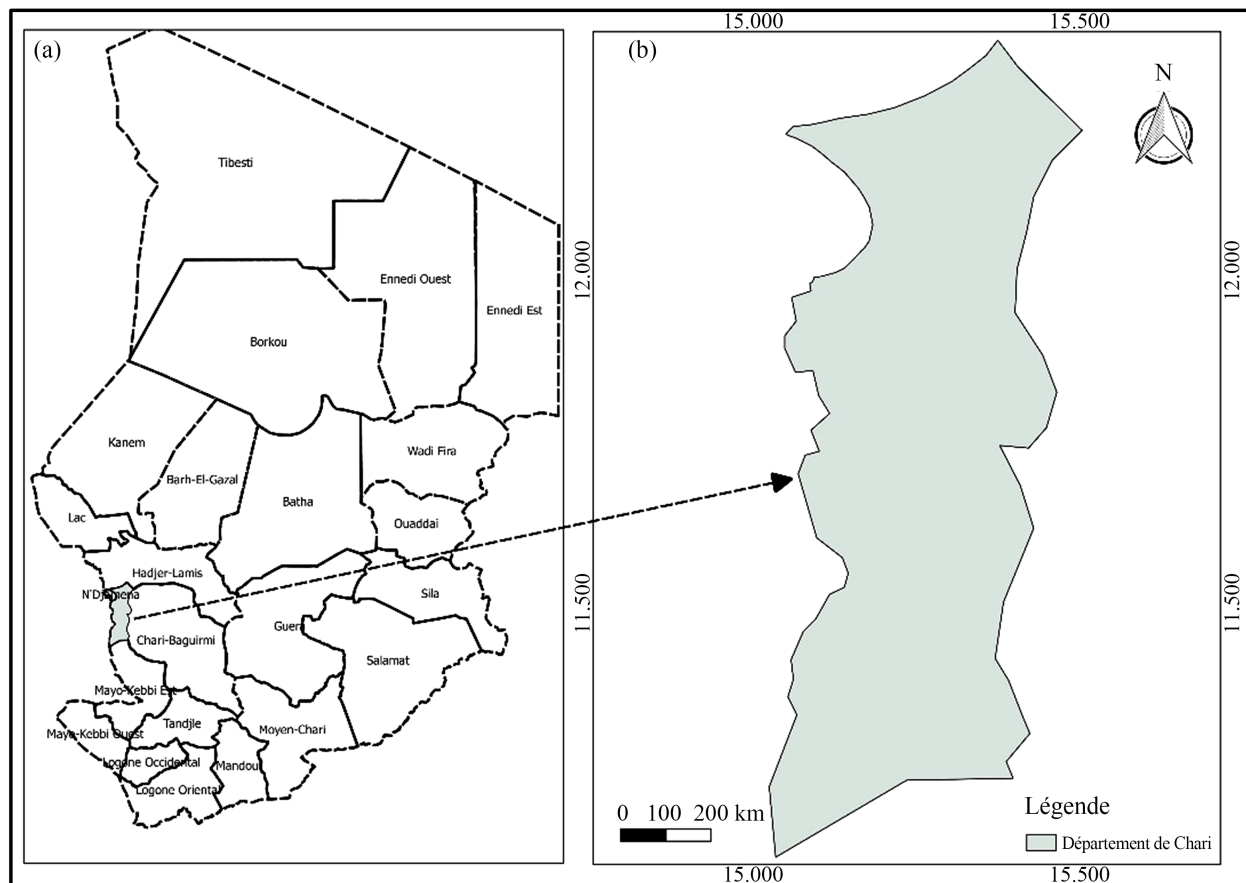 15.000
15.500
(a)
(b)
N
Tibesti
Ennedi Ouest
Ennedi Est
12.000
12.000
Borkou
Kanem
Wadi Fira
Barh-El-Gazal
Batha
Lac
Ouaddai
Hadjer-Lamis
N'Djamena
Sila
11.500
11.500
Guera
Chari-Baguirmi
Salamat
Mayo-Kebbi Est
Tandjle
Moyen-Chari
Mayo-Kebbi Ouest
Logone Occidental
Mandoul
Logone Oriental
0 100 200 km
Légende
Département de Chari
15.000
15.500